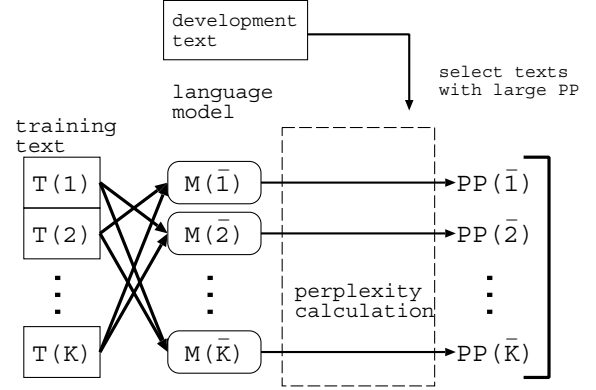 development
text
select texts
with large PP
language
model
training
text
T(1)
M(1̄)
PP(1̄)
T(2)
M(2̄)
PP(2̄)
perplexity
calculation
T(K)
M(K̄)
PP(K̄)